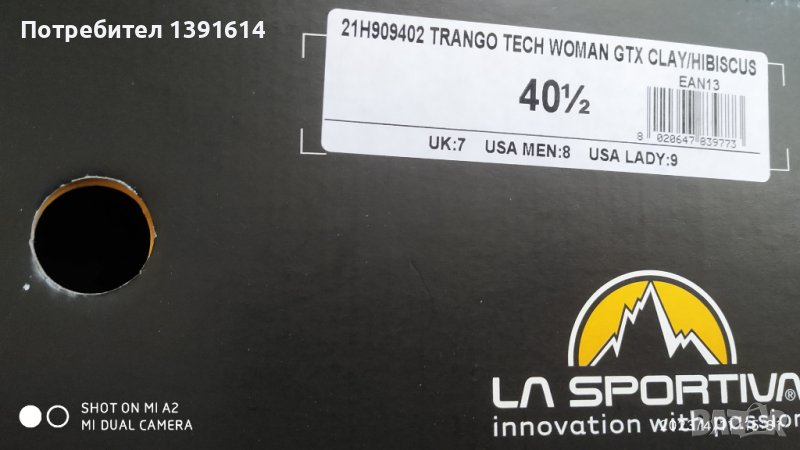 Потребител 1391614
21H909402 TRANGO TECH WOMAN GTX CLAY/HIBISCUS
EAN13
40½
8 020647 839773
UK:7 USA MEN:8 USA LADY:9
LA SPORTIVA®
innovation with passion
SHOT ON MI A2
MI DUAL CAMERA